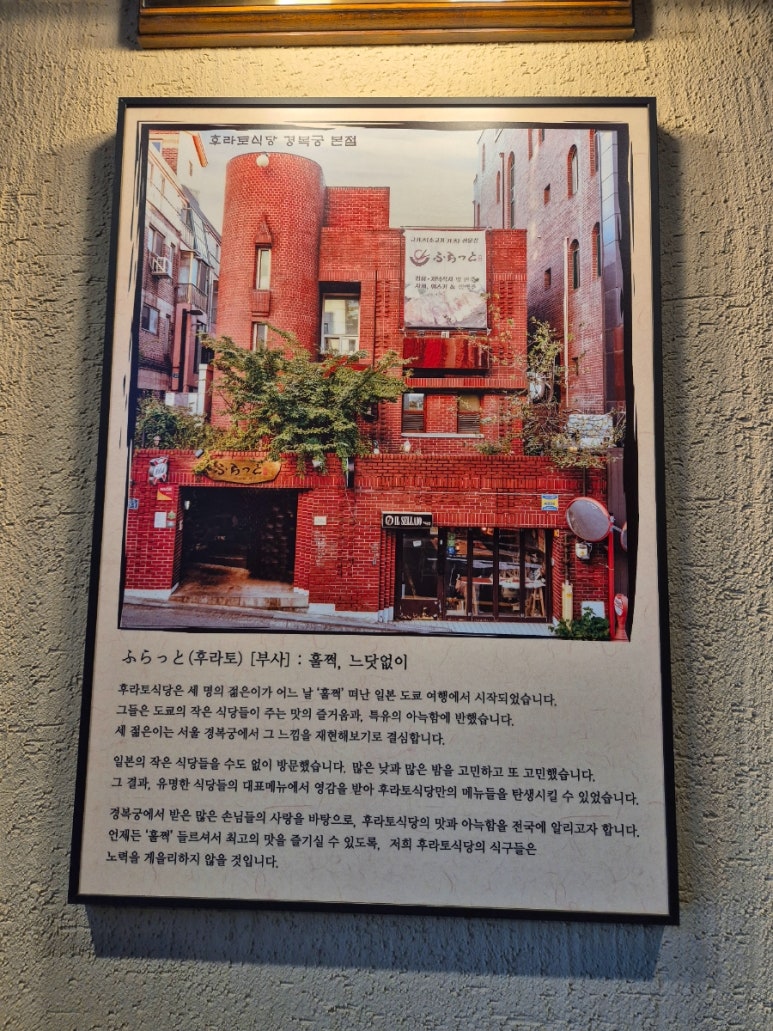 후라토식당 경복궁 본점
ふらっと
ふらっと
IL SELLAIO
ふらっと(후라토) [부사] : 훌쩍, 느닷없이
후라토식당은 세 명의 젊은이가 어느 날 '훌쩍' 떠난 일본 도쿄 여행에서 시작되었습니다.
그들은 도쿄의 작은 식당들이 주는 맛의 즐거움과, 특유의 아늑함에 반했습니다.
세 젊은이는 서울 경복궁에서 그 느낌을 재현해보기로 결심합니다.
일본의 작은 식당들을 수도 없이 방문했습니다. 많은 낮과 많은 밤을 고민하고 또 고민했습니다.
그 결과, 유명한 식당들의 대표메뉴에서 영감을 받아 후라토식당만의 메뉴들을 탄생시킬 수 있었습니다.
경복궁에서 받은 많은 손님들의 사랑을 바탕으로, 후라토식당의 맛과 아늑함을 전국에 알리고자 합니다.
언제든 '훌쩍' 들르셔서 최고의 맛을 즐기실 수 있도록, 저희 후라토식당의 식구들은
노력을 게을리하지 않을 것입니다.